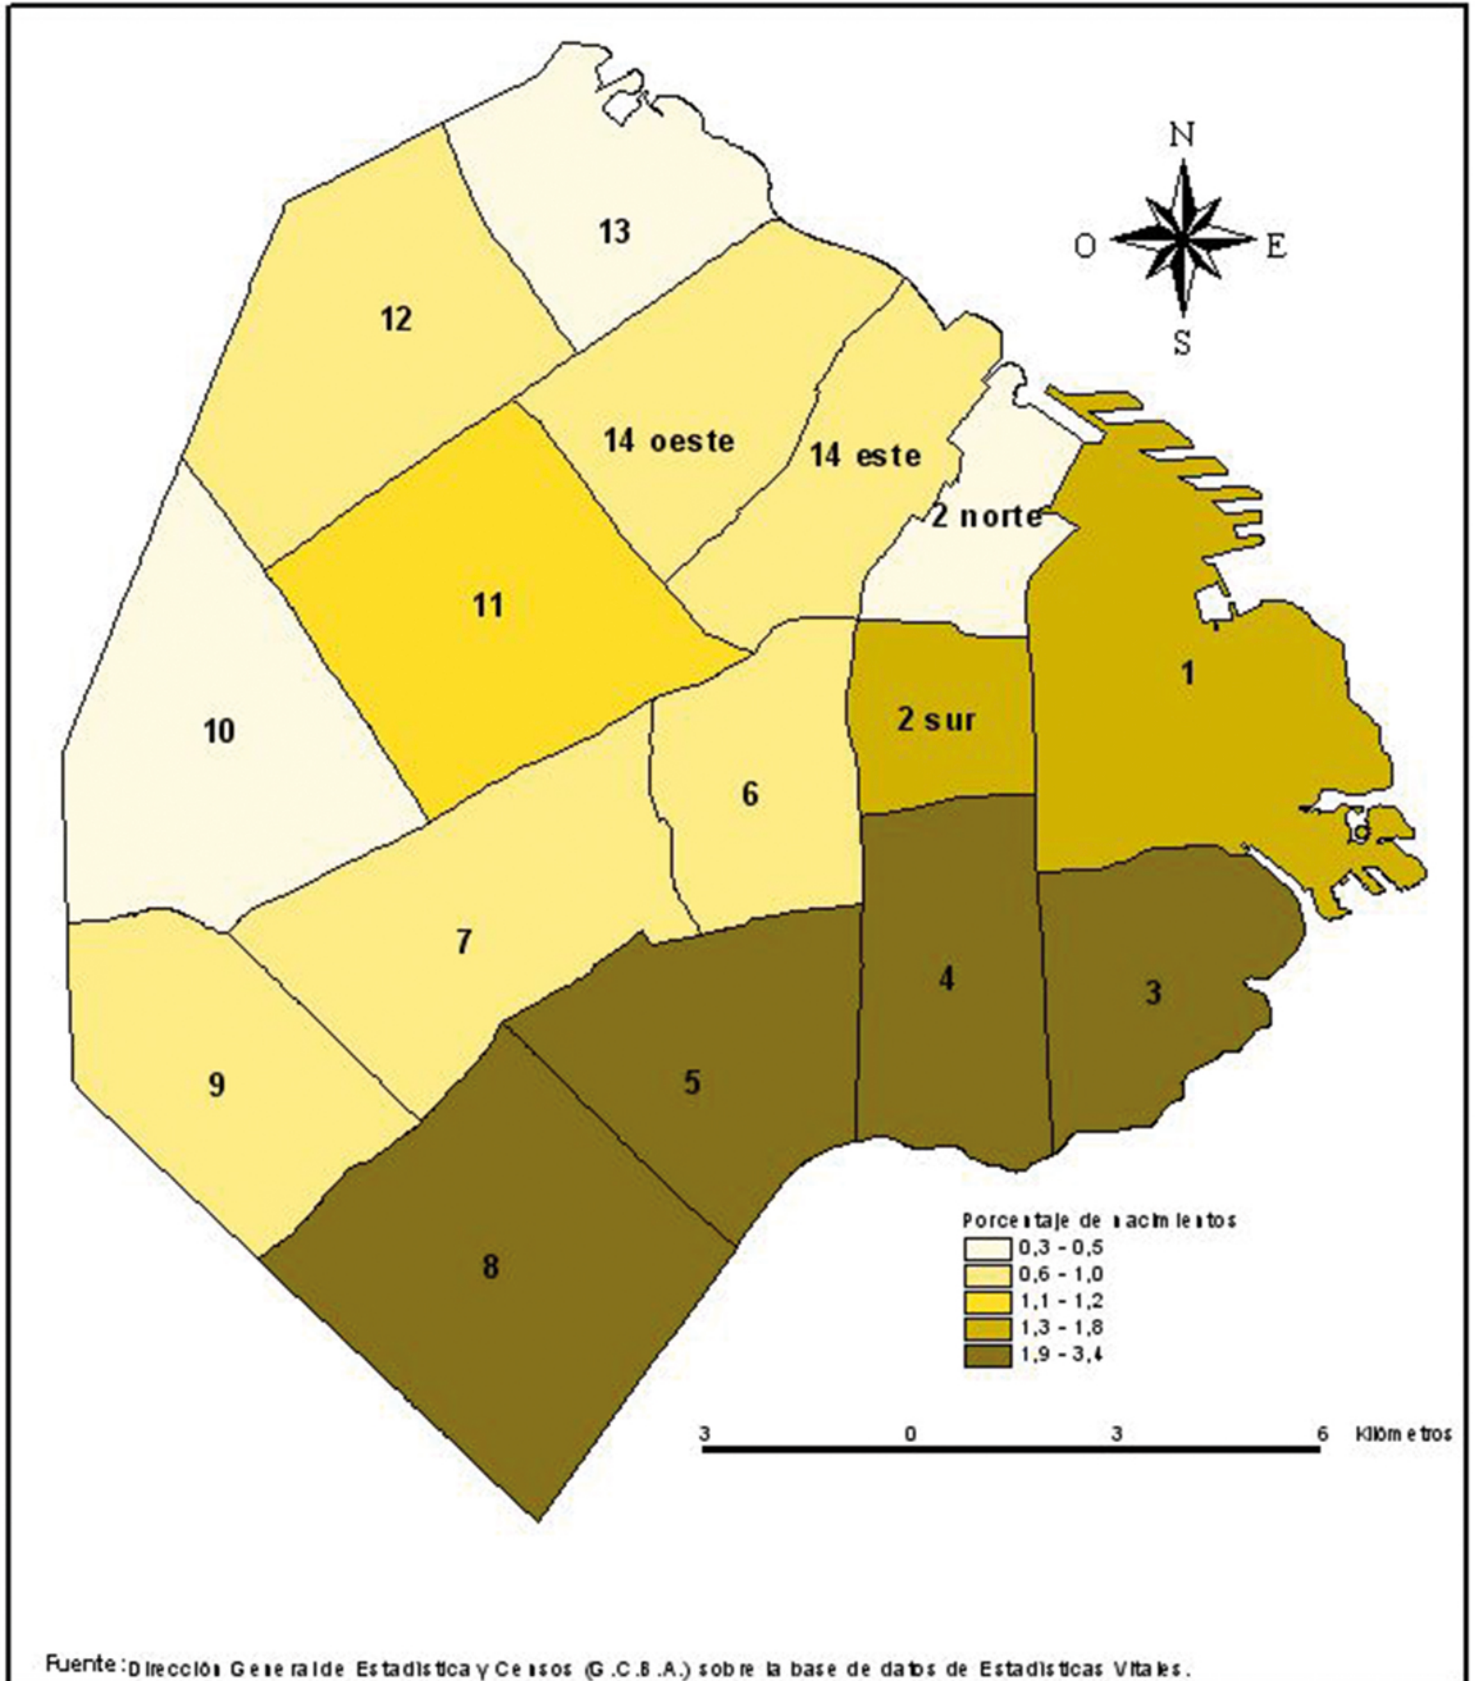 N
O
E
S
13
12
14 oeste
14 este
2 norte
11
1
10
2 sur
6
7
4
3
9
5
8
Porcentaje de nacimientos
0,3 - 0,5
0,6 - 1,0
1,1 - 1,2
1,3 - 1,8
1,9 - 3,4
3 0 3 6 Kilómetros
Fuente: Dirección General de Estadística y Censos (G.C.B.A.) sobre la base de datos de Estadísticas Vitales.